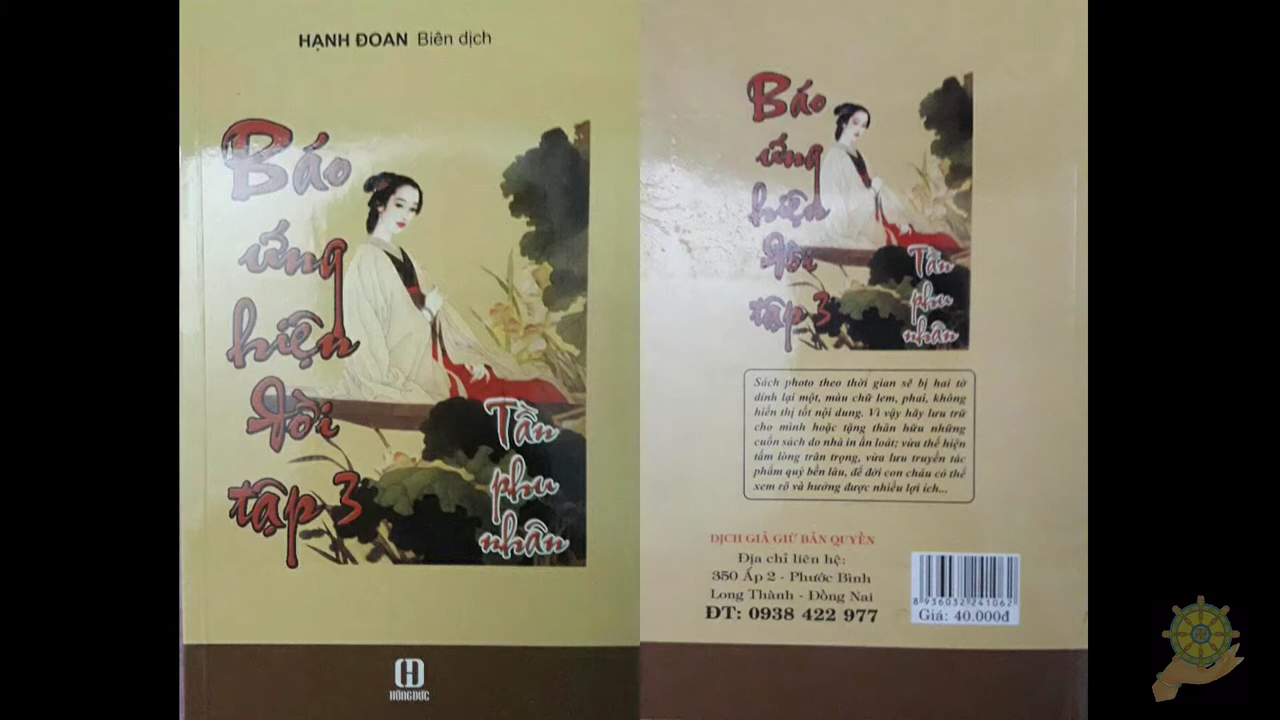 HẠNH ĐOAN Biên dịch
Báo
ứng
hiện
đời
tập 3
Tần
phu
nhân
HỒNG ĐỨC
Báo
ứng
hiện
đời
tập 3
Tần
phu
nhân
Sách photo theo thời gian sẽ bị hai tờ
dính lại một, màu chữ lem, phai, không
hiển thị tốt nội dung. Vì vậy hãy lưu trữ
cho mình hoặc tặng thân hữu những
cuốn sách do nhà in ấn loát; vừa thể hiện
tấm lòng trân trọng, vừa lưu truyền tác
phẩm quý bền lâu, để đời con cháu có thể
xem rõ và hưởng được nhiều lợi ích...
DỊCH GIẢ GIỮ BẢN QUYỀN
Địa chỉ liên hệ:
350 Ấp 2 - Phước Bình
Long Thành - Đồng Nai
ĐT: 0938 422 977
8 936032 241062
Giá: 40.000đ